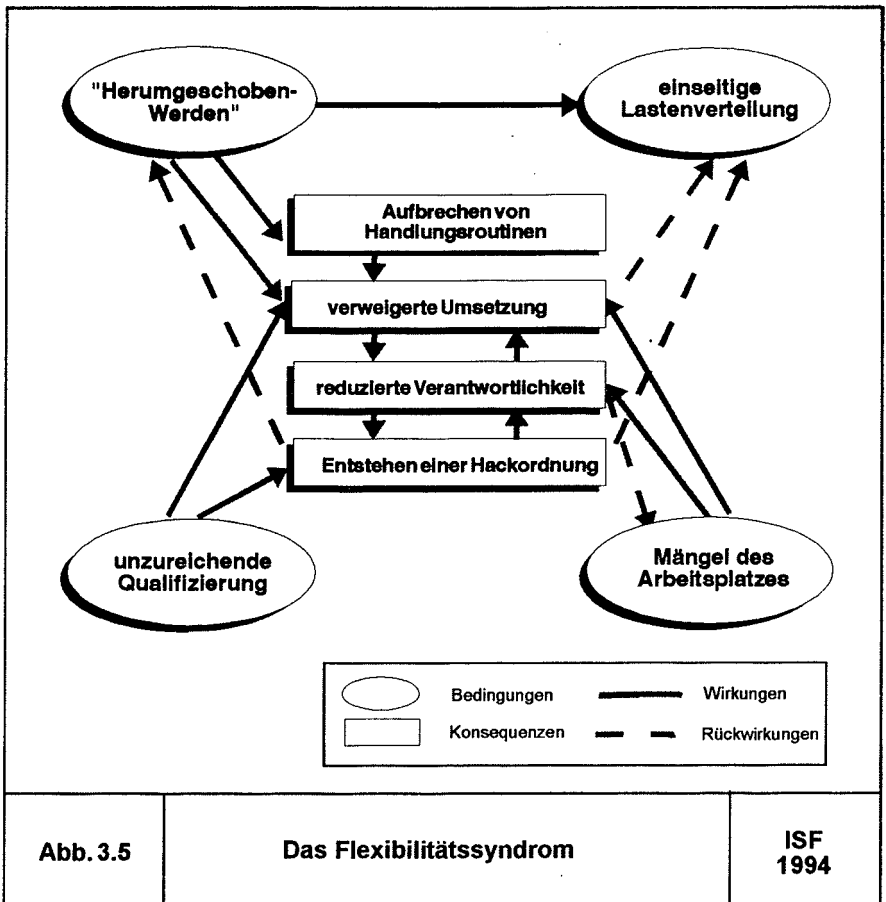 "Herumgeschoben-
Werden"
einseitige
Lastenverteilung
Aufbrechen von
Handlungsroutinen
verweigerte Umsetzung
reduzierte Verantwortlichkeit
Entstehen einer Hackordnung
unzureichende
Qualifizierung
Mängel des
Arbeitsplatzes
Bedingungen
Wirkungen
Konsequenzen
Rückwirkungen
Abb. 3.5
Das Flexibilitätssyndrom
ISF
1994